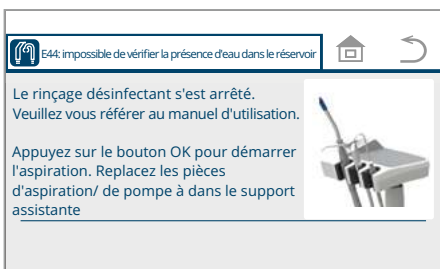 E44: impossible de vérifier la présence d'eau dans le réservoir
Le rinçage désinfectant s'est arrêté.
Veuillez vous référer au manuel d'utilisation.
Appuyez sur le bouton OK pour démarrer
l'aspiration. Replacez les pièces
d'aspiration/ de pompe à dans le support
assistante